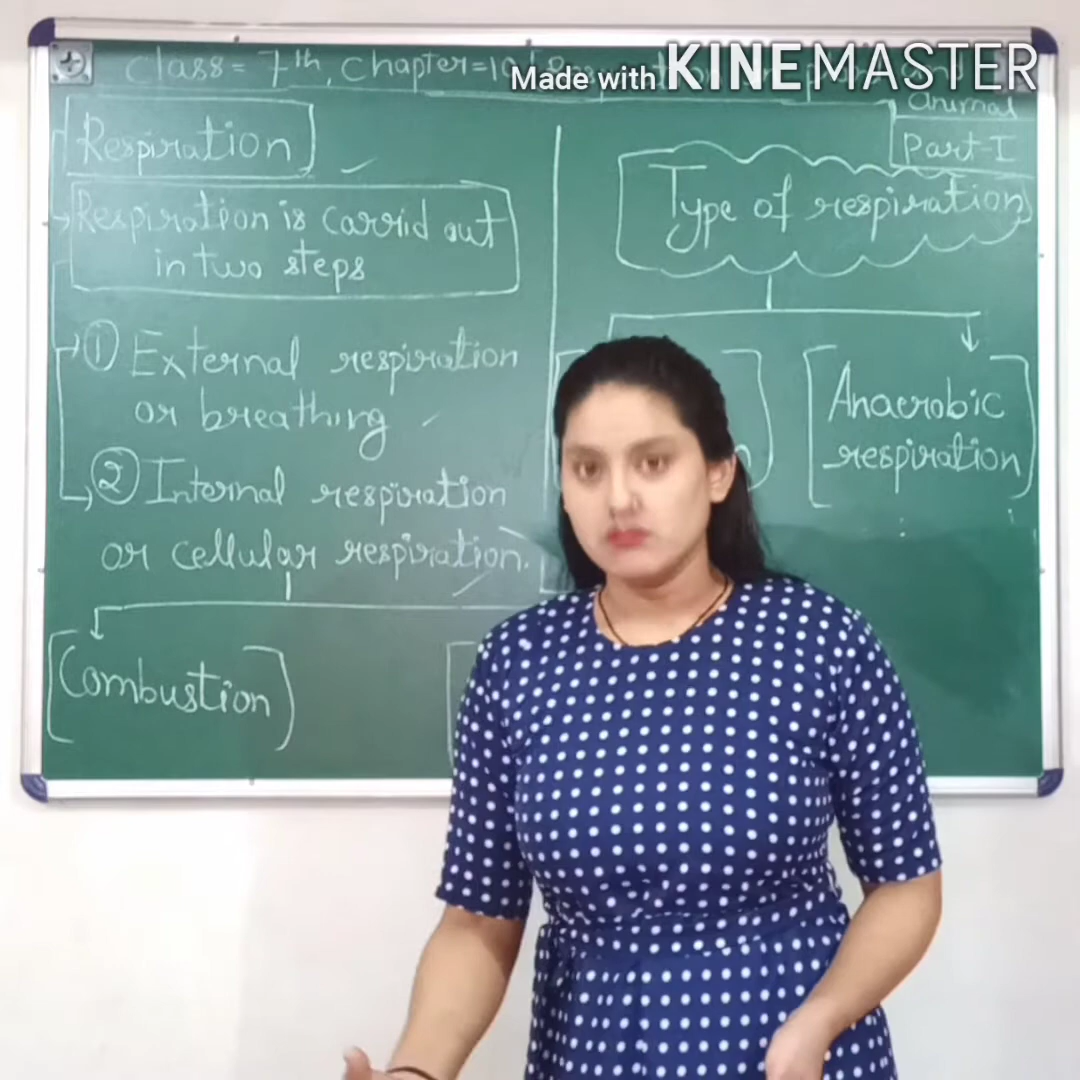 Class = 7th, Chapter = 10
Made with KINEMASTER
animal
Part-I
Respiration
Respiration is carrid out
in two steps
① External respiration
or breathing
② Internal respiration
or cellular respiration.
Combustion
Type of respiration
Anaerobic
respiration